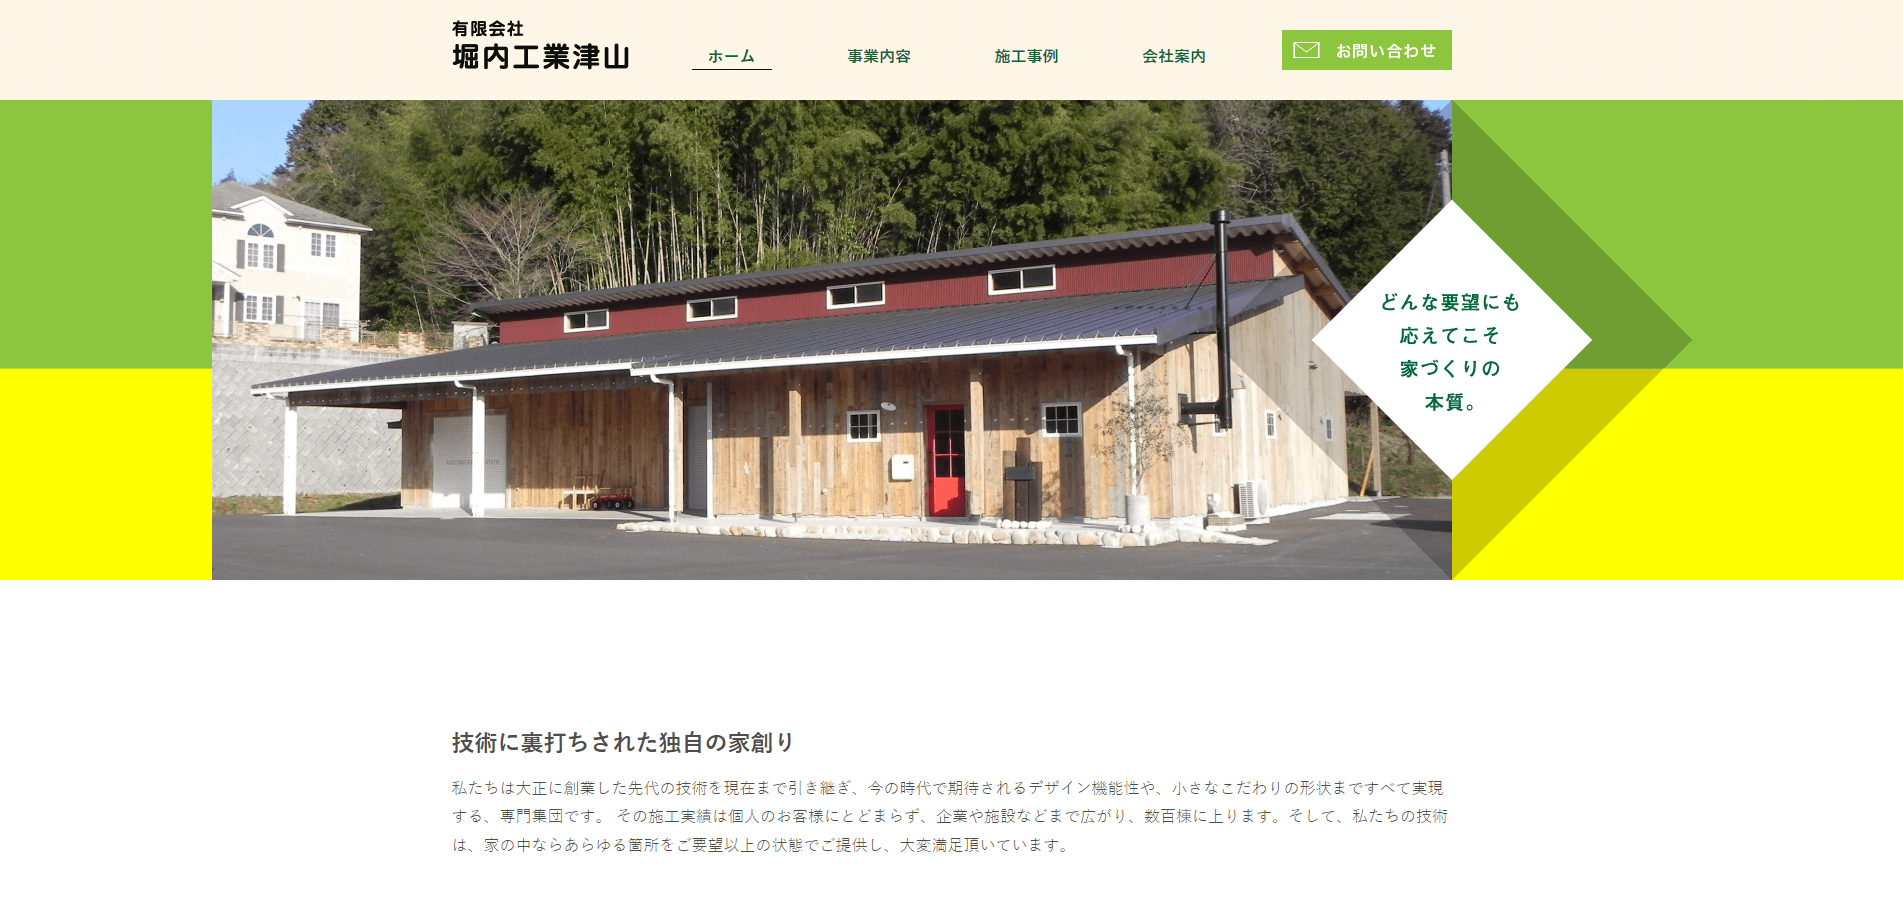 有限会社
堀内工業津山
ホーム
事業内容
施工事例
会社案内
お問い合わせ
どんな要望にも
応えてこそ
家づくりの
本質。
技術に裏打ちされた独自の家創り
私たちは大正に創業した先代の技術を現在まで引き継ぎ、今の時代で期待されるデザイン機能性や、小さなこだわりの形状まですべて実現
する、専門集団です。 その施工実績は個人のお客様にとどまらず、企業や施設などまで広がり、数百棟に上ります。そして、私たちの技術
は、家の中ならあらゆる箇所をご要望以上の状態でご提供し、大変満足頂いています。